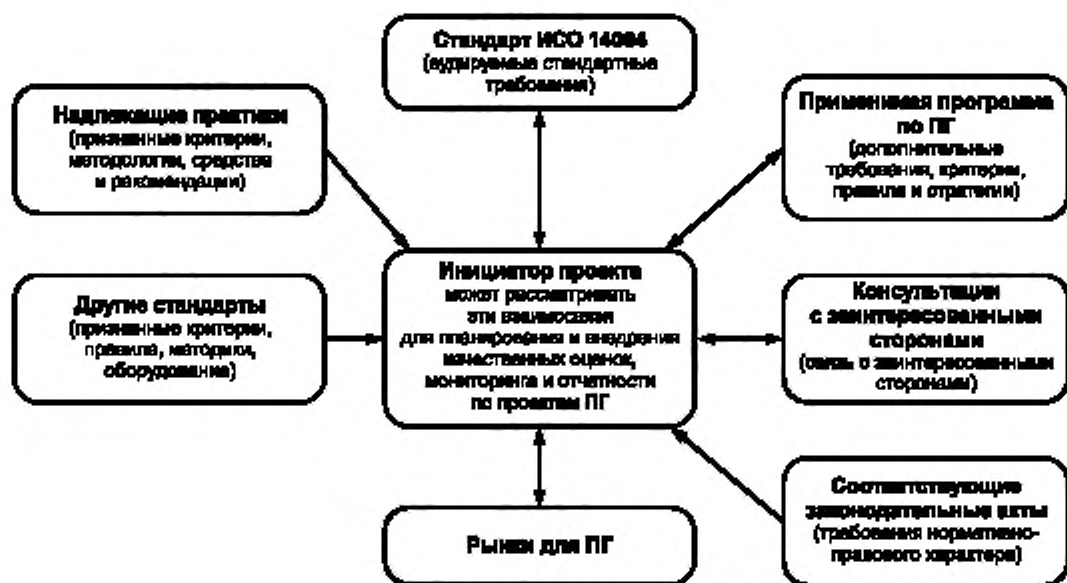 Стандарт ИСО 14064
(аудируемые стандартные
требования)
Надлежащие практики
(признанные критерии,
методологии, средства
и рекомендации)
Применимая программа
по ПГ
(дополнительные
требования, критерии,
правила и стратегии)
Другие стандарты
(признанные критерии,
правила, методики,
оборудование)
Инициатор проекта
может рассматривать
эти взаимосвязи
для планирования и внедрения
качественных оценок,
мониторинга и отчетности
по проектам ПГ
Консультации
с заинтересованными
сторонами
(связь с заинтересованными
сторонами)
Рынки для ПГ
Соответствующие
законодательные акты
(требования нормативно-
правового характера)